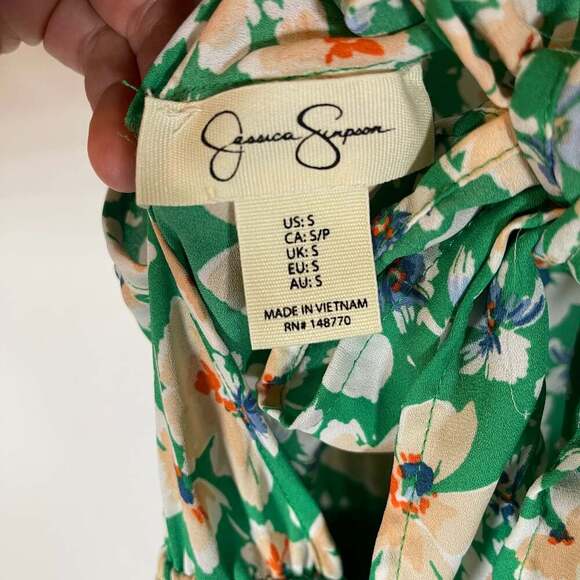 Jessica Simpson
US: S
CA: S/P
UK: S
EU: S
AU: S
MADE IN VIETNAM
RN# 148770